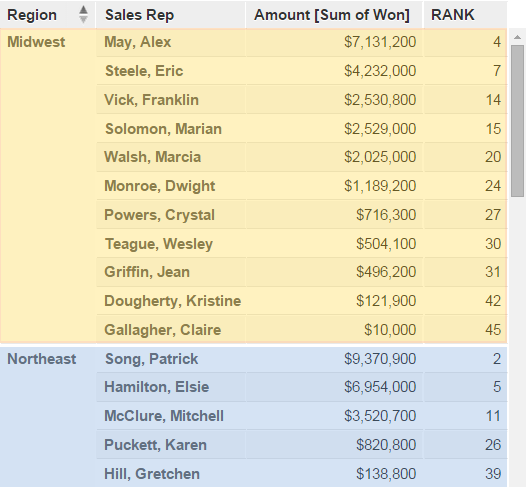 Region Sales Rep Amount [Sum of Won] RANK
Midwest May, Alex $7,131,200 4
Steele, Eric $4,232,000 7
Vick, Franklin $2,530,800 14
Solomon, Marian $2,529,000 15
Walsh, Marcia $2,025,000 20
Monroe, Dwight $1,189,200 24
Powers, Crystal $716,300 27
Teague, Wesley $504,100 30
Griffin, Jean $496,200 31
Dougherty, Kristine $121,900 42
Gallagher, Claire $10,000 45
Northeast Song, Patrick $9,370,900 2
Hamilton, Elsie $6,954,000 5
McClure, Mitchell $3,520,700 11
Puckett, Karen $820,800 26
Hill, Gretchen $138,800 39